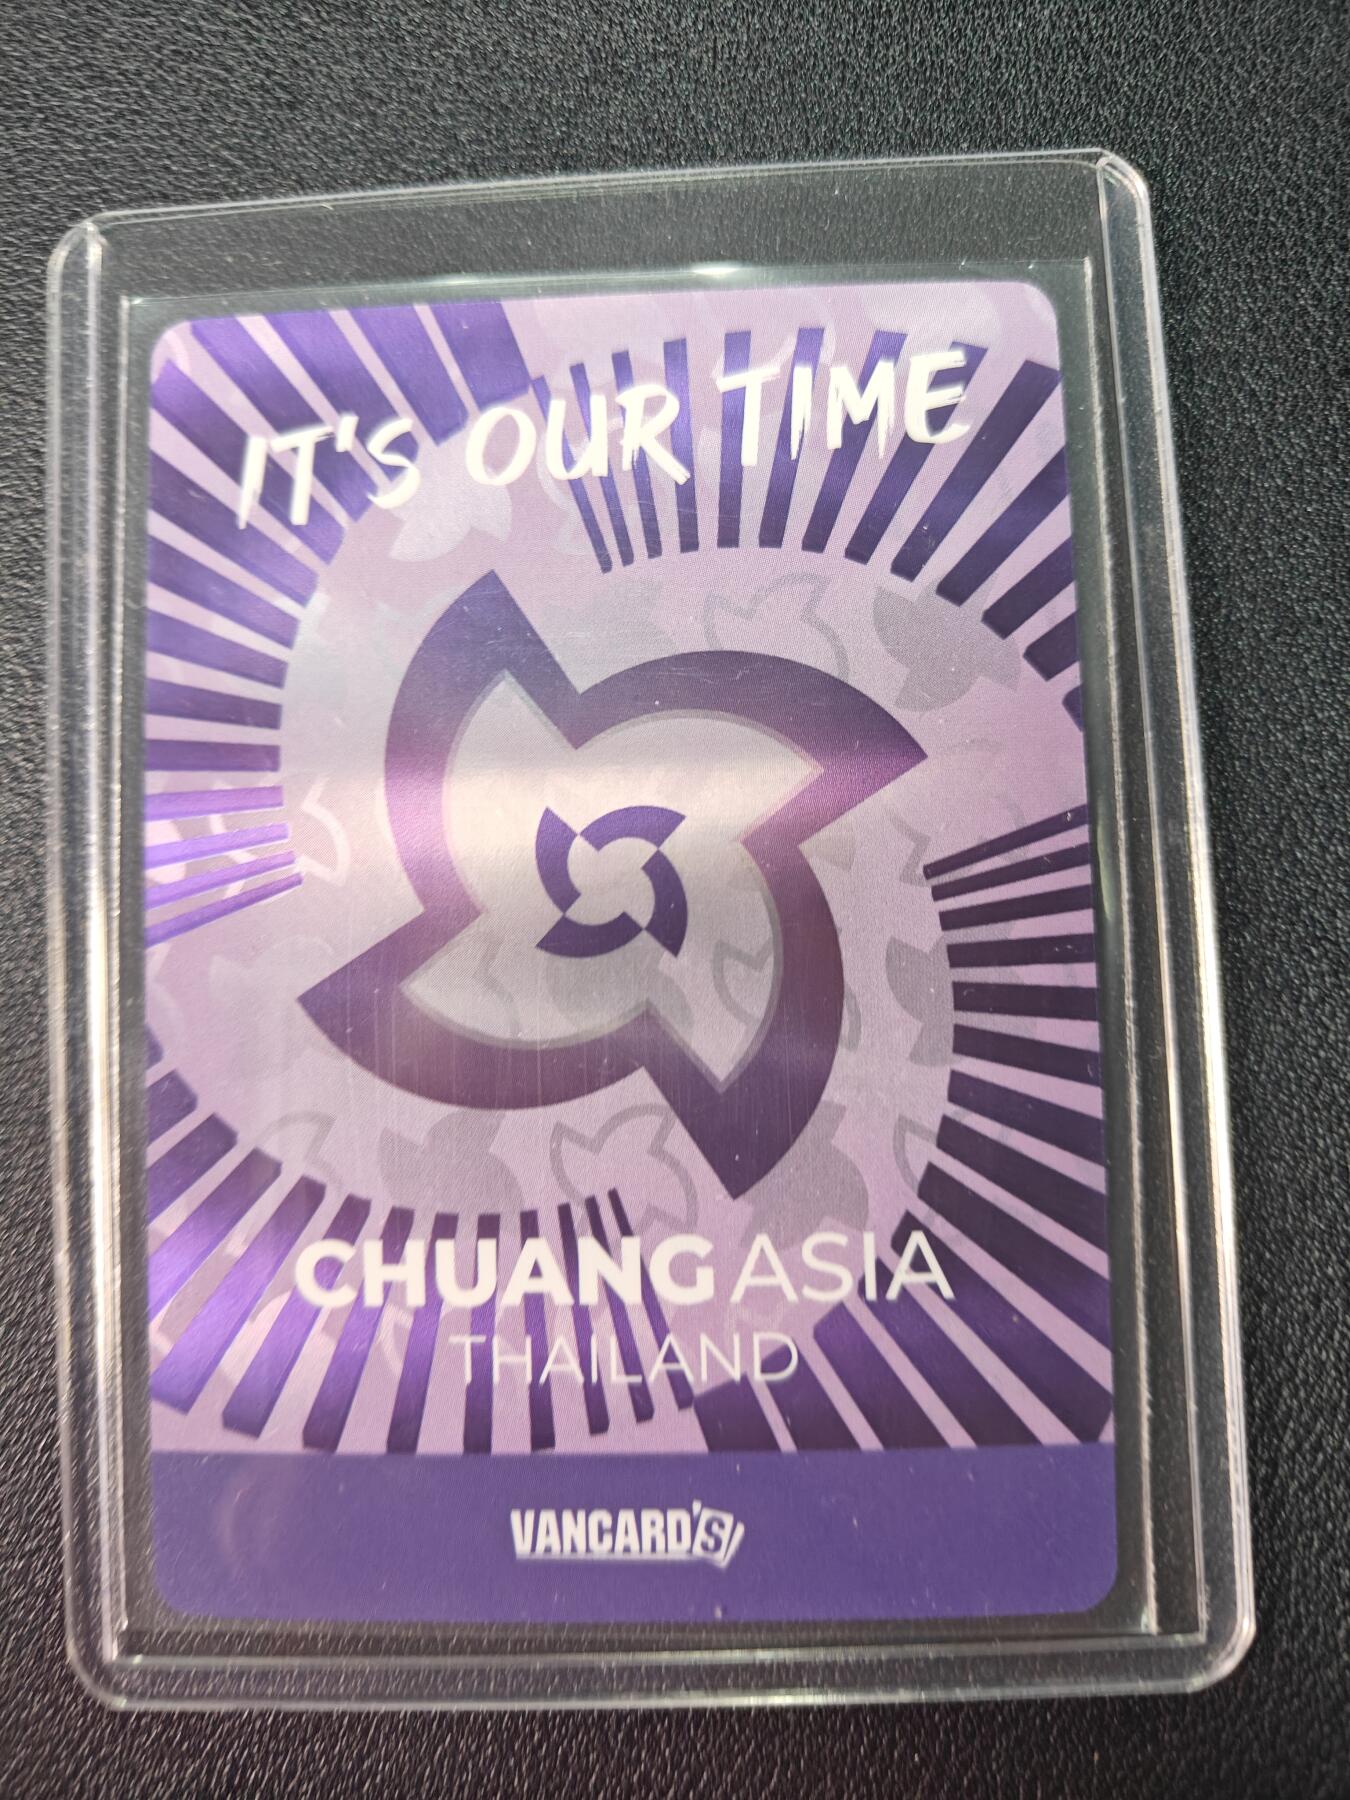 IT'S OUR TIME
CHUANG ASIA
THAILAND
VANCARD'S